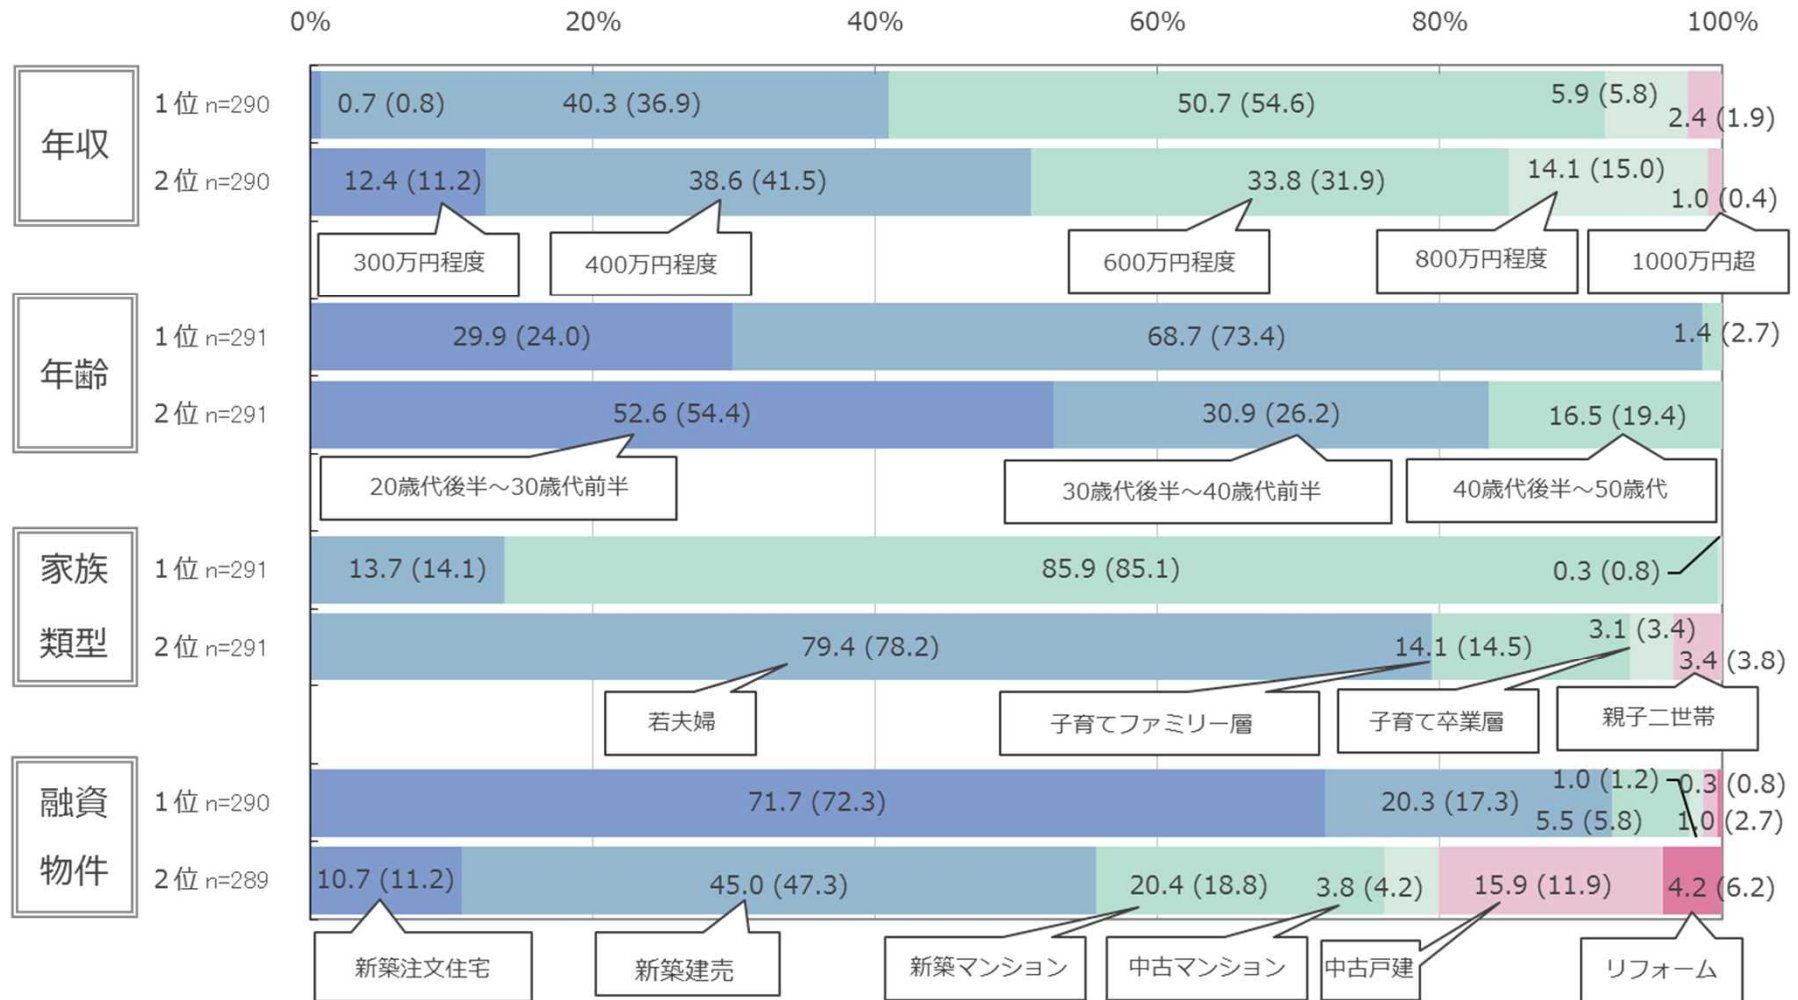 0% 20% 40% 60% 80% 100%
年収
1位 n=290 0.7 (0.8) 40.3 (36.9) 50.7 (54.6) 5.9 (5.8) 2.4 (1.9)
2位 n=290 12.4 (11.2) 38.6 (41.5) 33.8 (31.9) 14.1 (15.0) 1.0 (0.4)
300万円程度 400万円程度 600万円程度 800万円程度 1000万円超
年齢
1位 n=291 29.9 (24.0) 68.7 (73.4) 1.4 (2.7)
2位 n=291 52.6 (54.4) 30.9 (26.2) 16.5 (19.4)
20歳代後半～30歳代前半 30歳代後半～40歳代前半 40歳代後半～50歳代
家族
類型
1位 n=291 13.7 (14.1) 85.9 (85.1) 0.3 (0.8)
2位 n=291 79.4 (78.2) 14.1 (14.5) 3.1 (3.4) 3.4 (3.8)
若夫婦 子育てファミリー層 子育て卒業層 親子二世帯
融資
物件
1位 n=290 71.7 (72.3) 20.3 (17.3) 5.5 (5.8) 1.0 (1.2) 1.0 (2.7) 0.3 (0.8)
2位 n=289 10.7 (11.2) 45.0 (47.3) 20.4 (18.8) 3.8 (4.2) 15.9 (11.9) 4.2 (6.2)
新築注文住宅 新築建売 新築マンション 中古マンション 中古戸建 リフォーム